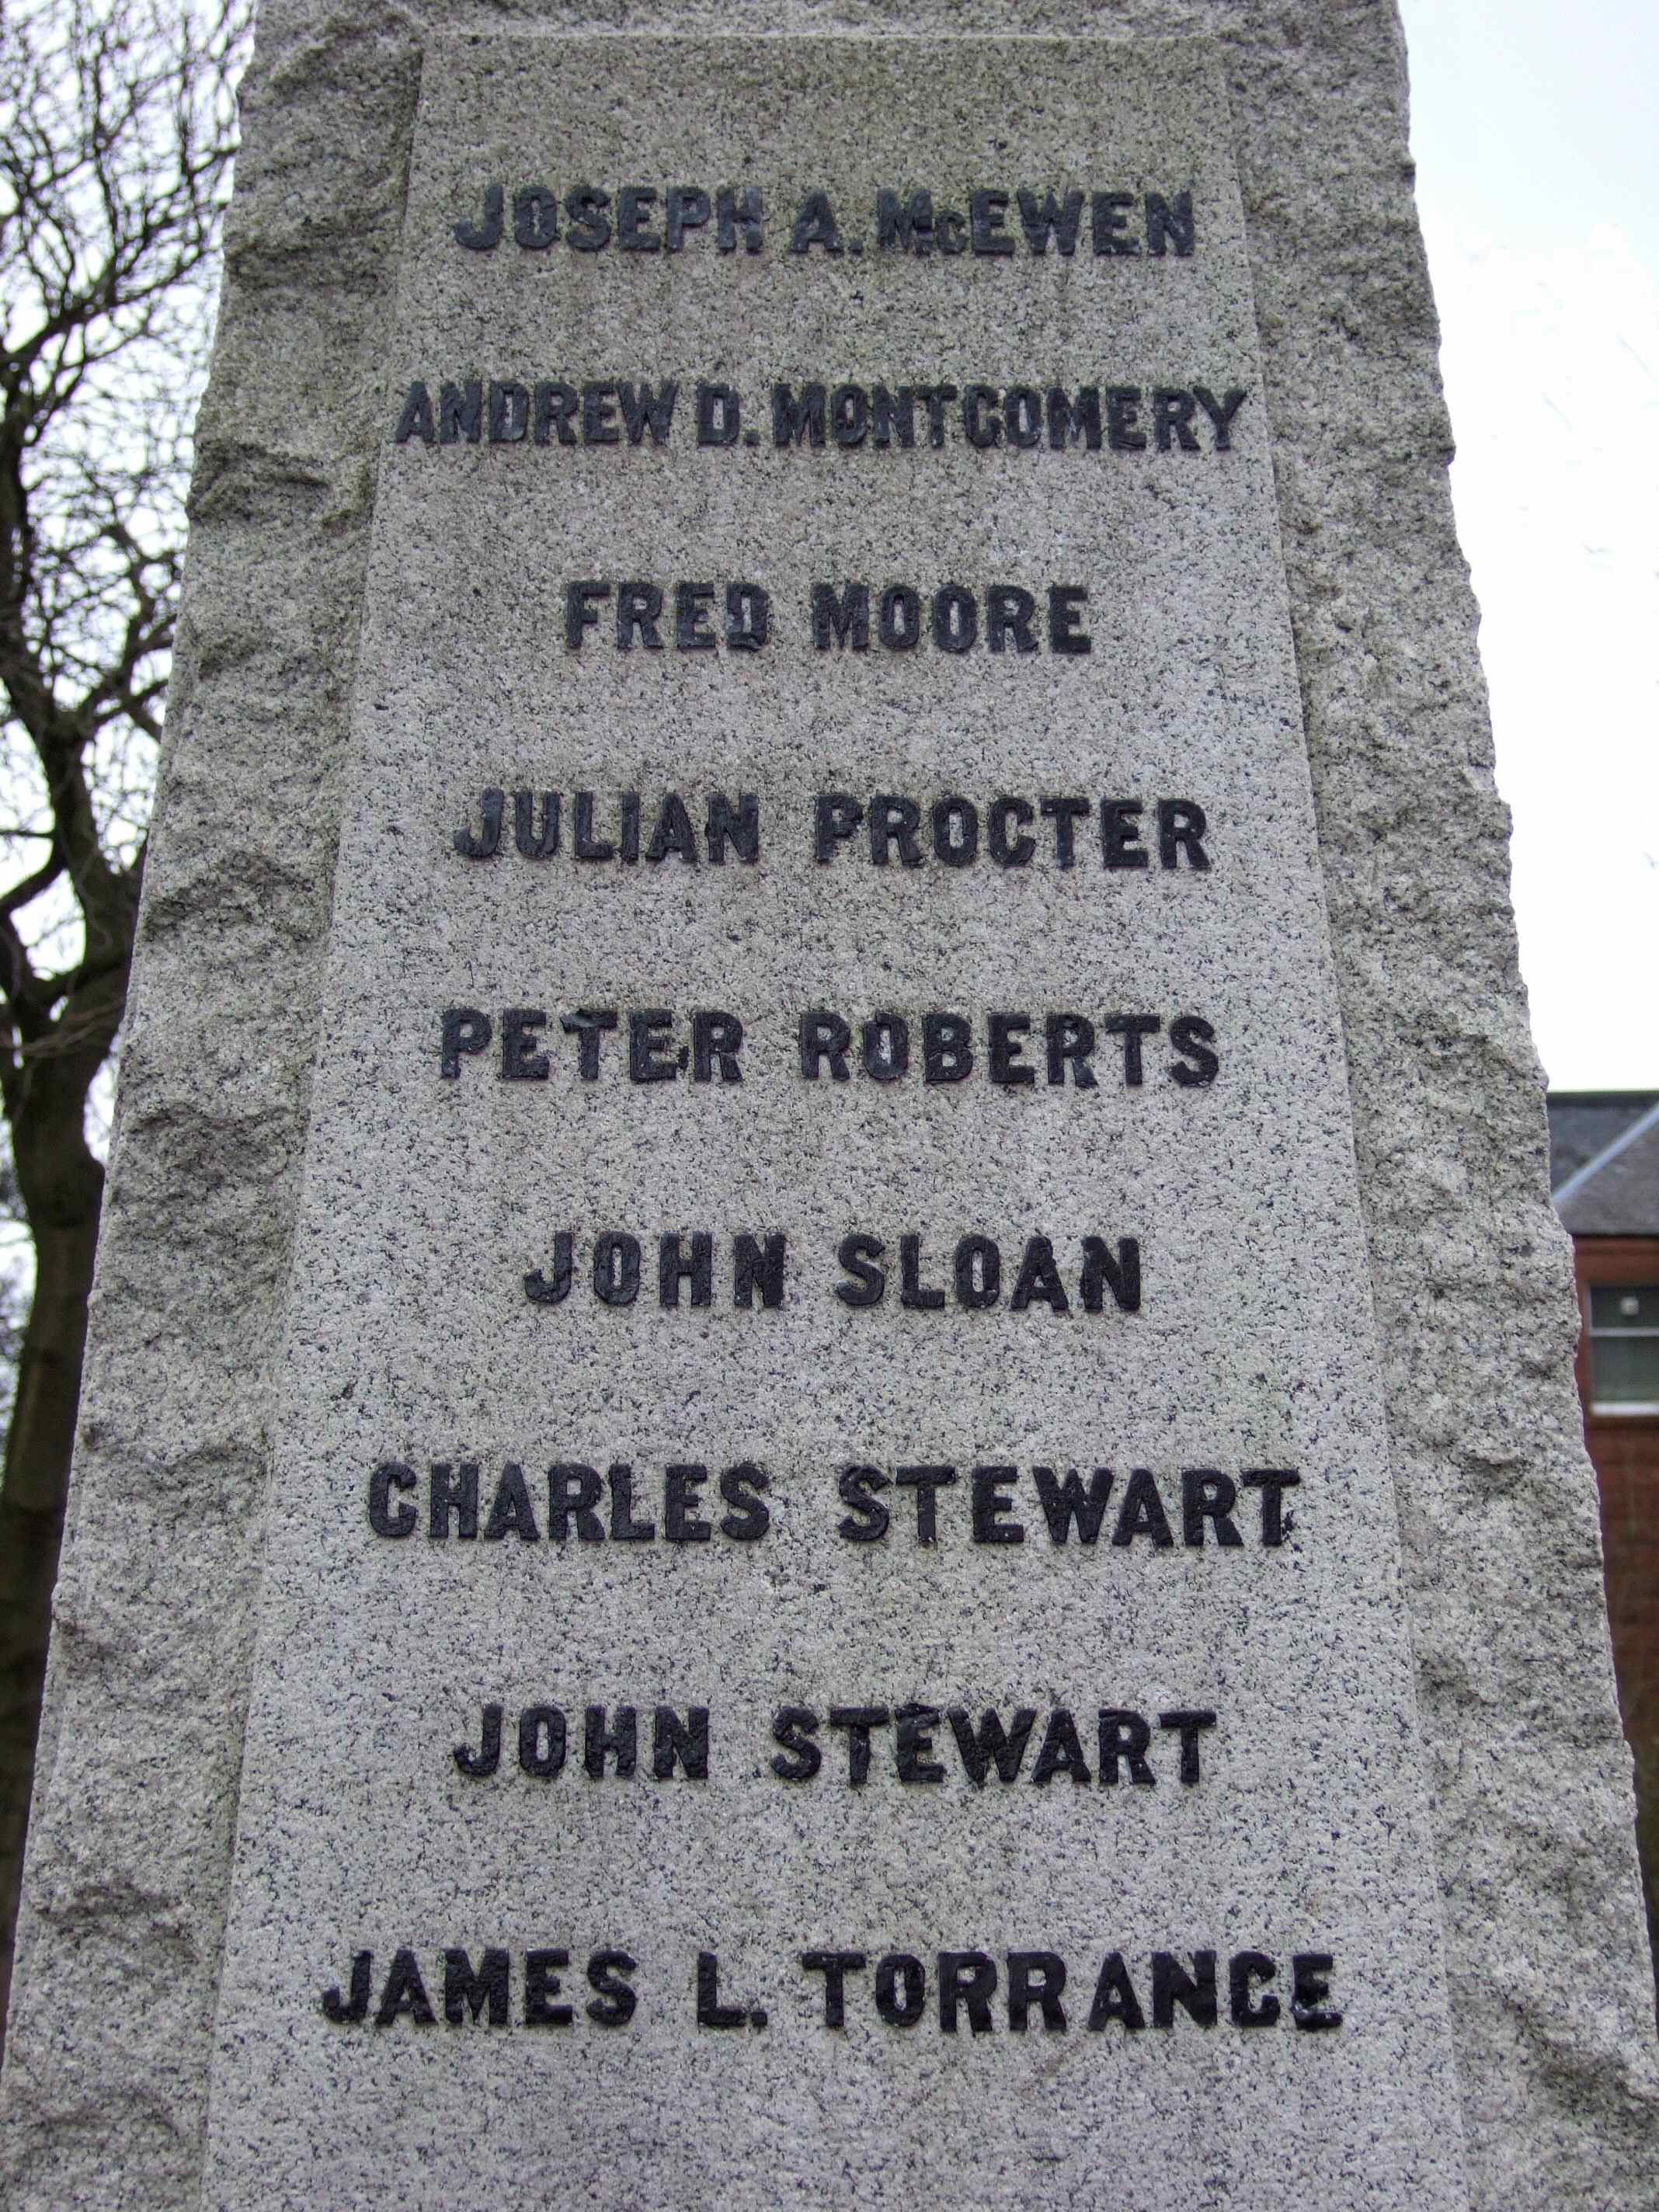 JOSEPH A. McEWEN
ANDREW D. MONTGOMERY
FRED MOORE
JULIAN PROCTER
PETER ROBERTS
JOHN SLOAN
CHARLES STEWART
JOHN STEWART
JAMES L. TORRANCE